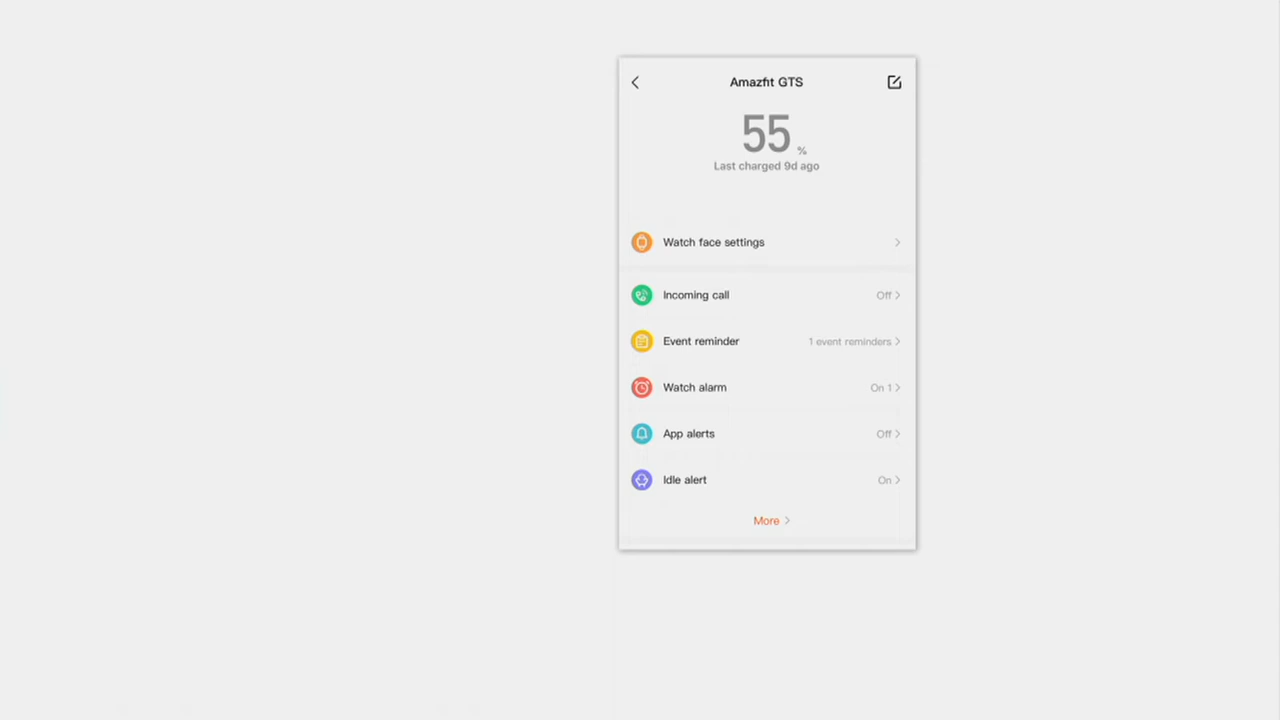 Amazfit GTS
55 %
Last charged 9d ago
Watch face settings
Incoming call Off
Event reminder 1 event reminders
Watch alarm On 1
App alerts Off
Idle alert On
More